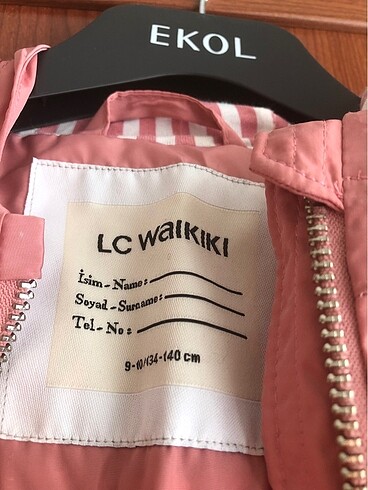 EKOL
LC WAIKIKI
İsim-Name:
Soyad-Surname:
Tel-No:
9-10/134-140 cm